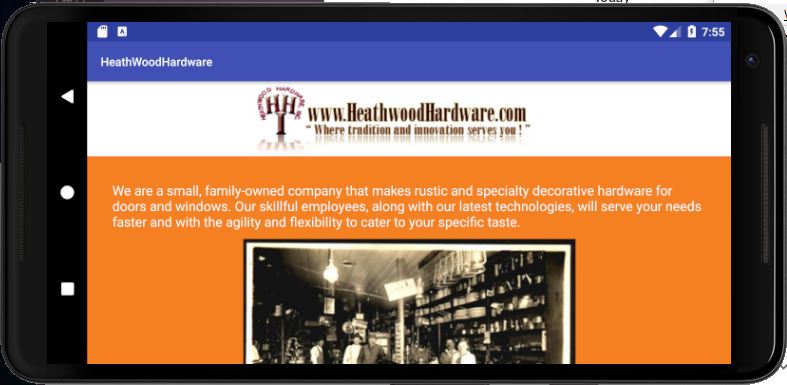 Today
7:55
HeathWoodHardware
HEATHWOOD HARDWARE, INC.
HHI
www.HeathwoodHardware.com
“ Where tradition and innovation serves you ! ”
We are a small, family-owned company that makes rustic and specialty decorative hardware for
doors and windows. Our skillful employees, along with our latest technologies, will serve your needs
faster and with the agility and flexibility to cater to your specific taste.